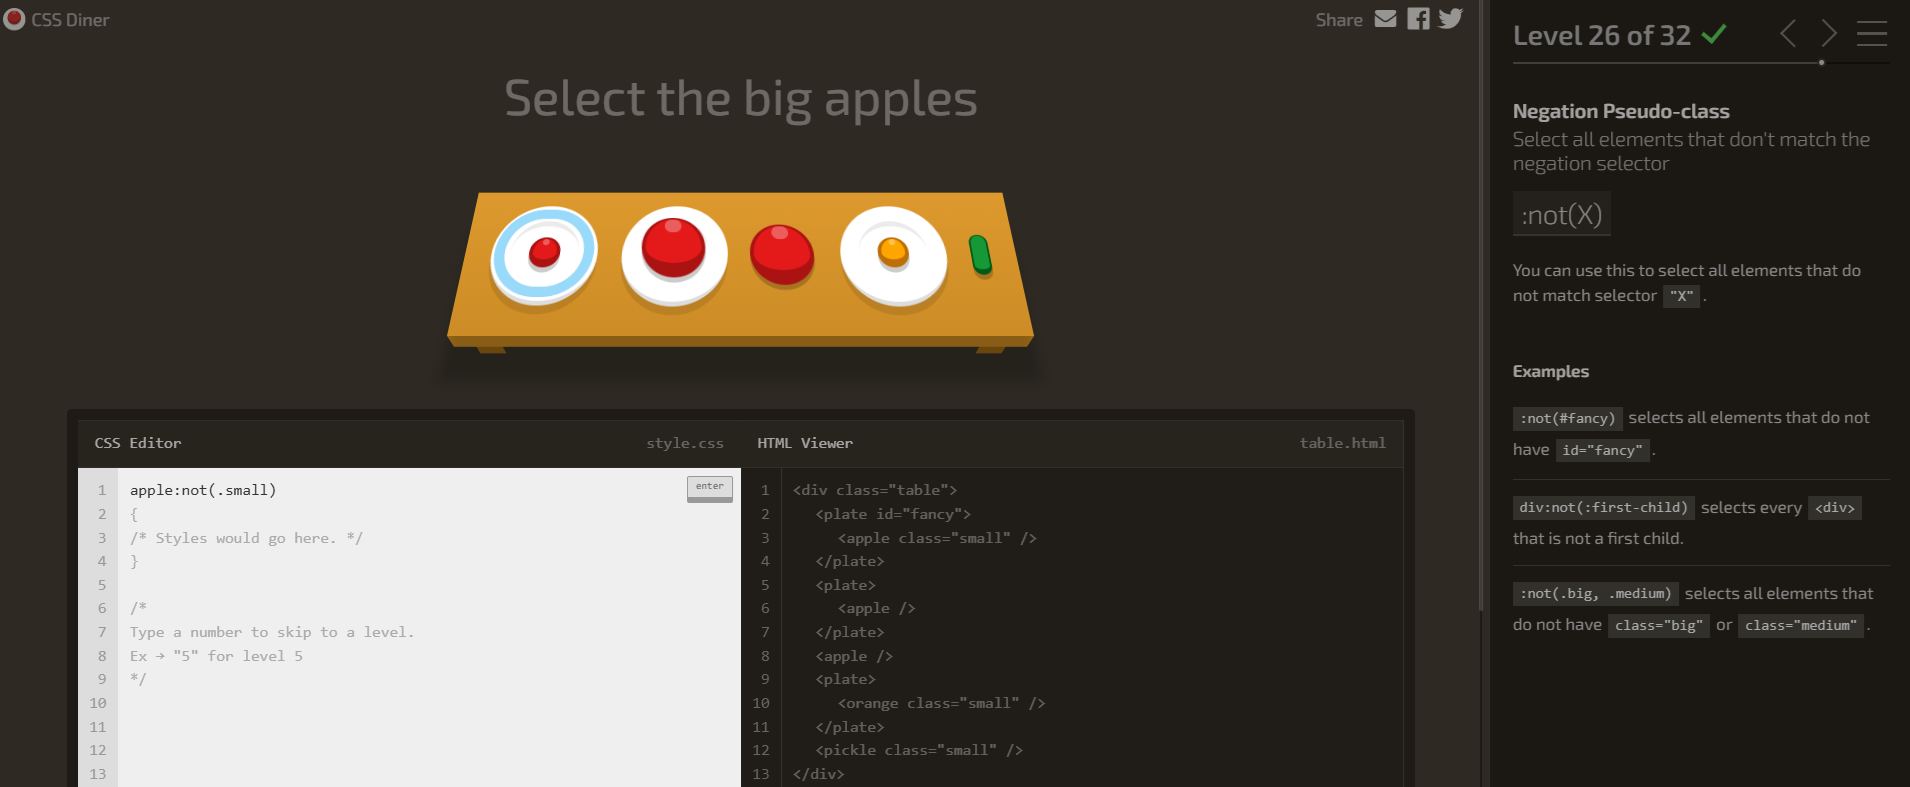 CSS Diner
Share
Select the big apples
CSS Editor
style.css
1 apple:not(.small)
enter
2 {
3 /* Styles would go here. */
4 }
5
6 /*
7 Type a number to skip to a level.
8 Ex → "5" for level 5
9 */
10
11
12
13
HTML Viewer
table.html
1 <div class="table">
2 <plate id="fancy">
3 <apple class="small" />
4 </plate>
5 <plate>
6 <apple />
7 </plate>
8 <apple />
9 <plate>
10 <orange class="small" />
11 </plate>
12 <pickle class="small" />
13 </div>
Level 26 of 32
Negation Pseudo-class
Select all elements that don't match the
negation selector
:not(X)
You can use this to select all elements that do
not match selector "X" .
Examples
:not(#fancy) selects all elements that do not
have id="fancy" .
div:not(:first-child) selects every <div>
that is not a first child.
:not(.big, .medium) selects all elements that
do not have class="big" or class="medium" .